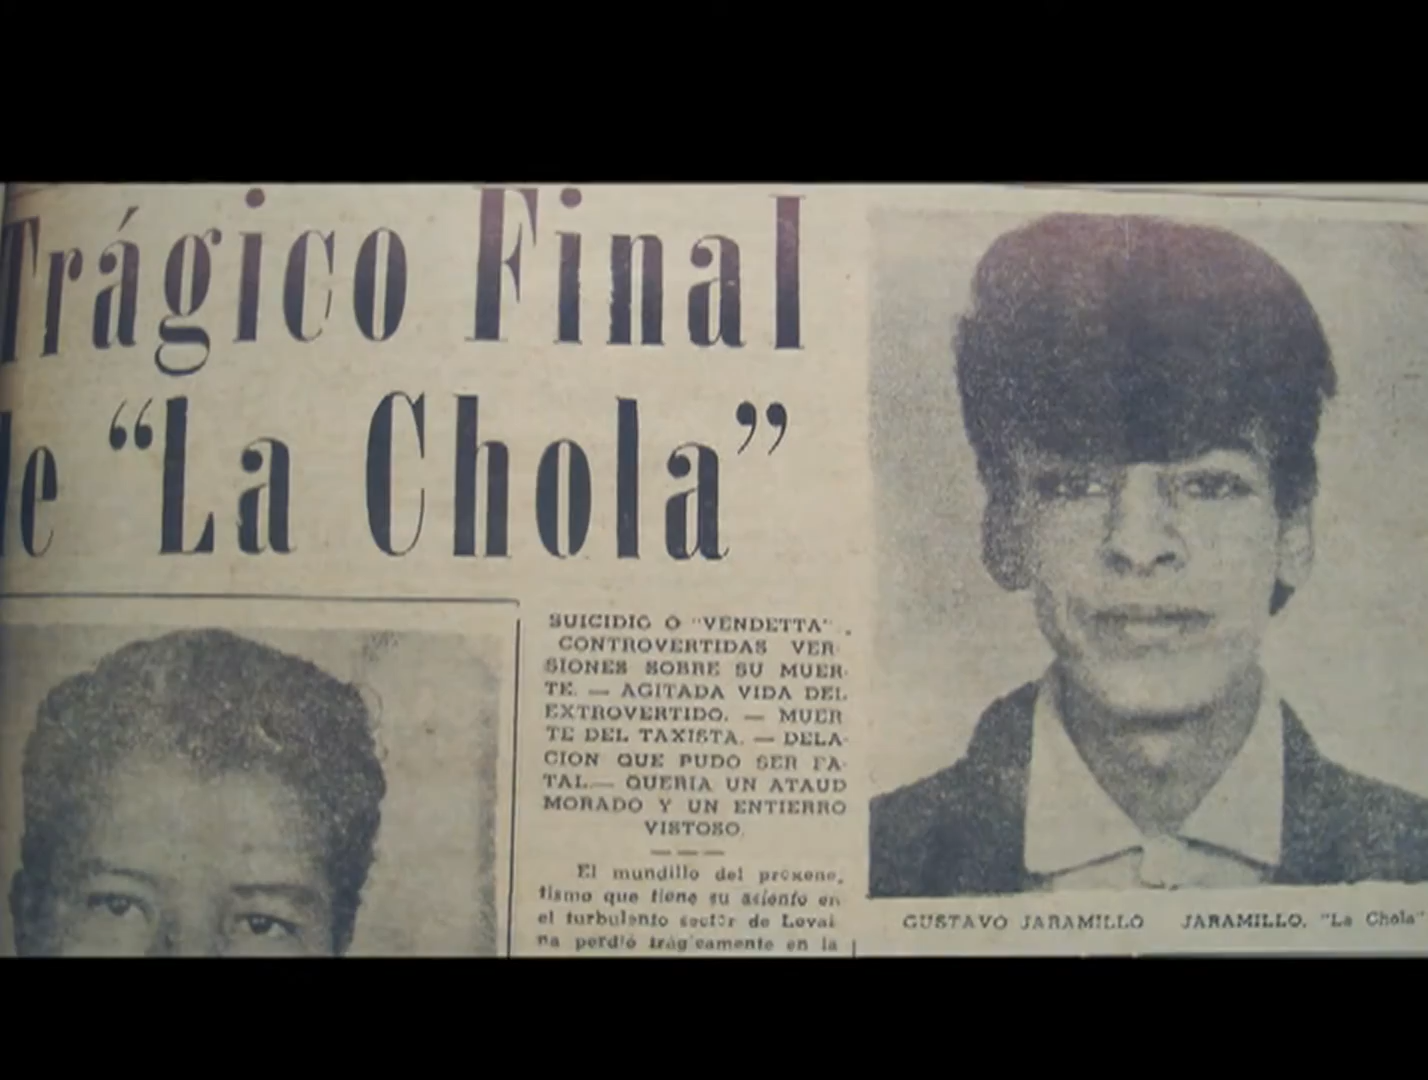 Trágico Final
de “La Chola”
SUICIDIO O "VENDETTA".
CONTROVERTIDAS VER-
SIONES SOBRE SU MUER-
TE. — AGITADA VIDA DEL
EXTROVERTIDO. — MUER
TE DEL TAXISTA. — DELA-
CION QUE PUDO SER FA-
TAL.— QUERIA UN ATAUD
MORADO Y UN ENTIERRO
VISTOSO.
El mundillo del proxene-
tismo que tiene su asiento en
el turbulento sector de Lovai
na perdió trágicamente en la
GUSTAVO JARAMILLO JARAMILLO, "La Chola"